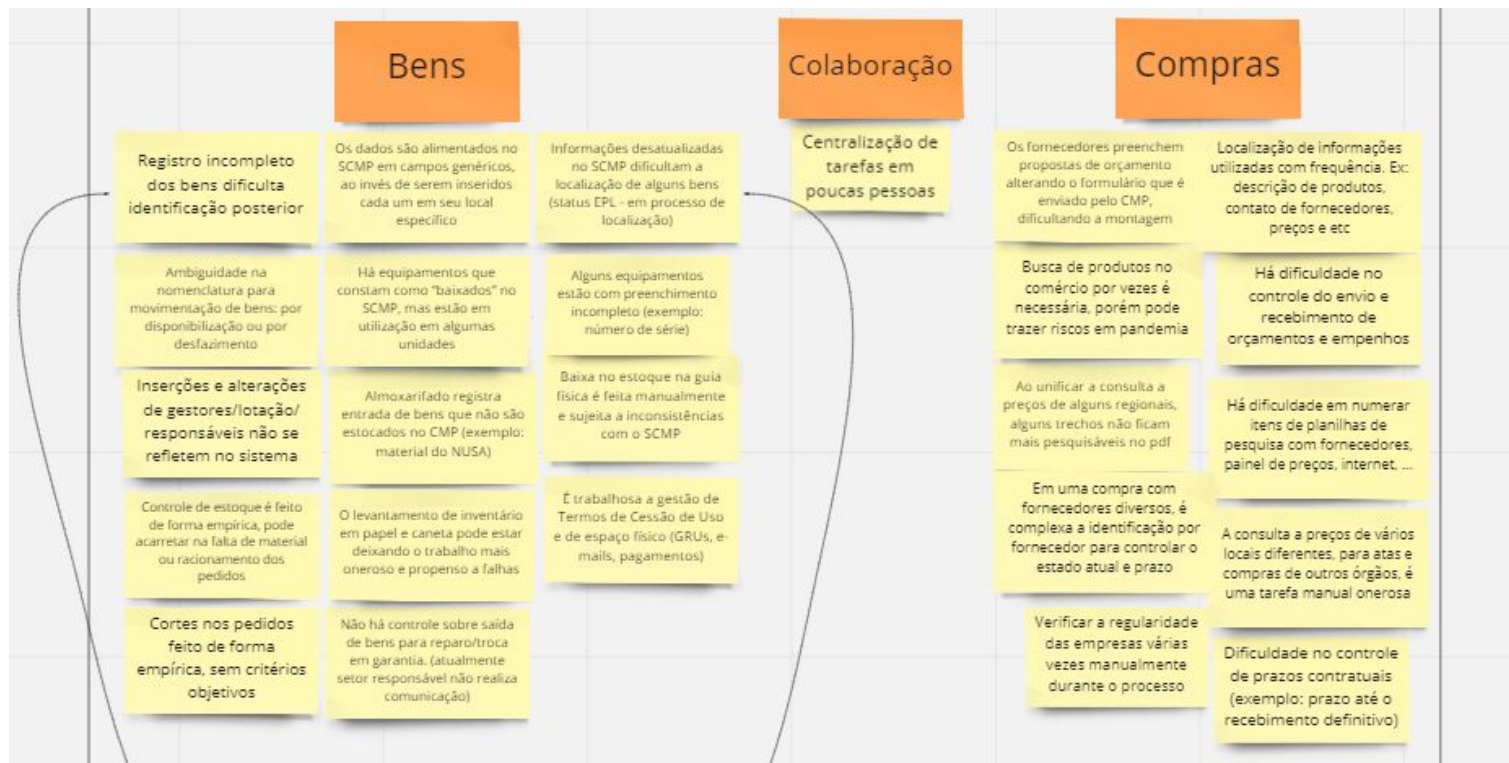 Bens
Registro incompleto
dos bens dificulta
identificação posterior
Os dados são alimentados no
SCMP em campos genéricos,
ao invés de serem inseridos
cada um em seu local
específico
Informações desatualizadas
no SCMP dificultam a
localização de alguns bens
(status EPL - em processo de
localização)
Ambiguidade na
nomenclatura para
movimentação de bens: por
disponibilização ou por
desfazimento
Há equipamentos que
constam como "baixados" no
SCMP, mas estão em
utilização em algumas
unidades
Alguns equipamentos
estão com preenchimento
incompleto (exemplo:
número de série)
Inserções e alterações
de gestores/lotação/
responsáveis não se
refletem no sistema
Almoxarifado registra
entrada de bens que não são
estocados no CMP (exemplo:
material do NUSA)
Baixa no estoque na guia
física é feita manualmente
e sujeita a inconsistências
com o SCMP
Controle de estoque é feito
de forma empírica, pode
acarretar na falta de material
ou racionamento dos
pedidos
O levantamento de inventário
em papel e caneta pode estar
deixando o trabalho mais
oneroso e propenso a falhas
É trabalhosa a gestão de
Termos de Cessão de Uso
e de espaço físico (GRUs, e-
mails, pagamentos)
Cortes nos pedidos
feito de forma
empírica, sem critérios
objetivos
Não há controle sobre saída
de bens para reparo/troca
em garantia. (atualmente
setor responsável não realiza
comunicação)
Colaboração
Centralização de
tarefas em
poucas pessoas
Compras
Os fornecedores preenchem
propostas de orçamento
alterando o formulário que é
enviado pelo CMP,
dificultando a montagem
Localização de informações
utilizadas com frequência. Ex:
descrição de produtos,
contato de fornecedores,
preços e etc
Busca de produtos no
comércio por vezes é
necessária, porém pode
trazer riscos em pandemia
Há dificuldade no
controle do envio e
recebimento de
orçamentos e empenhos
Ao unificar a consulta a
preços de alguns regionais,
alguns trechos não ficam
mais pesquisáveis no pdf
Há dificuldade em numerar
itens de planilhas de
pesquisa com fornecedores,
painel de preços, internet, ...
Em uma compra com
fornecedores diversos, é
complexa a identificação por
fornecedor para controlar o
estado atual e prazo
A consulta a preços de vários
locais diferentes, para atas e
compras de outros órgãos, é
uma tarefa manual onerosa
Verificar a regularidade
das empresas várias
vezes manualmente
durante o processo
Dificuldade no controle
de prazos contratuais
(exemplo: prazo até o
recebimento definitivo)